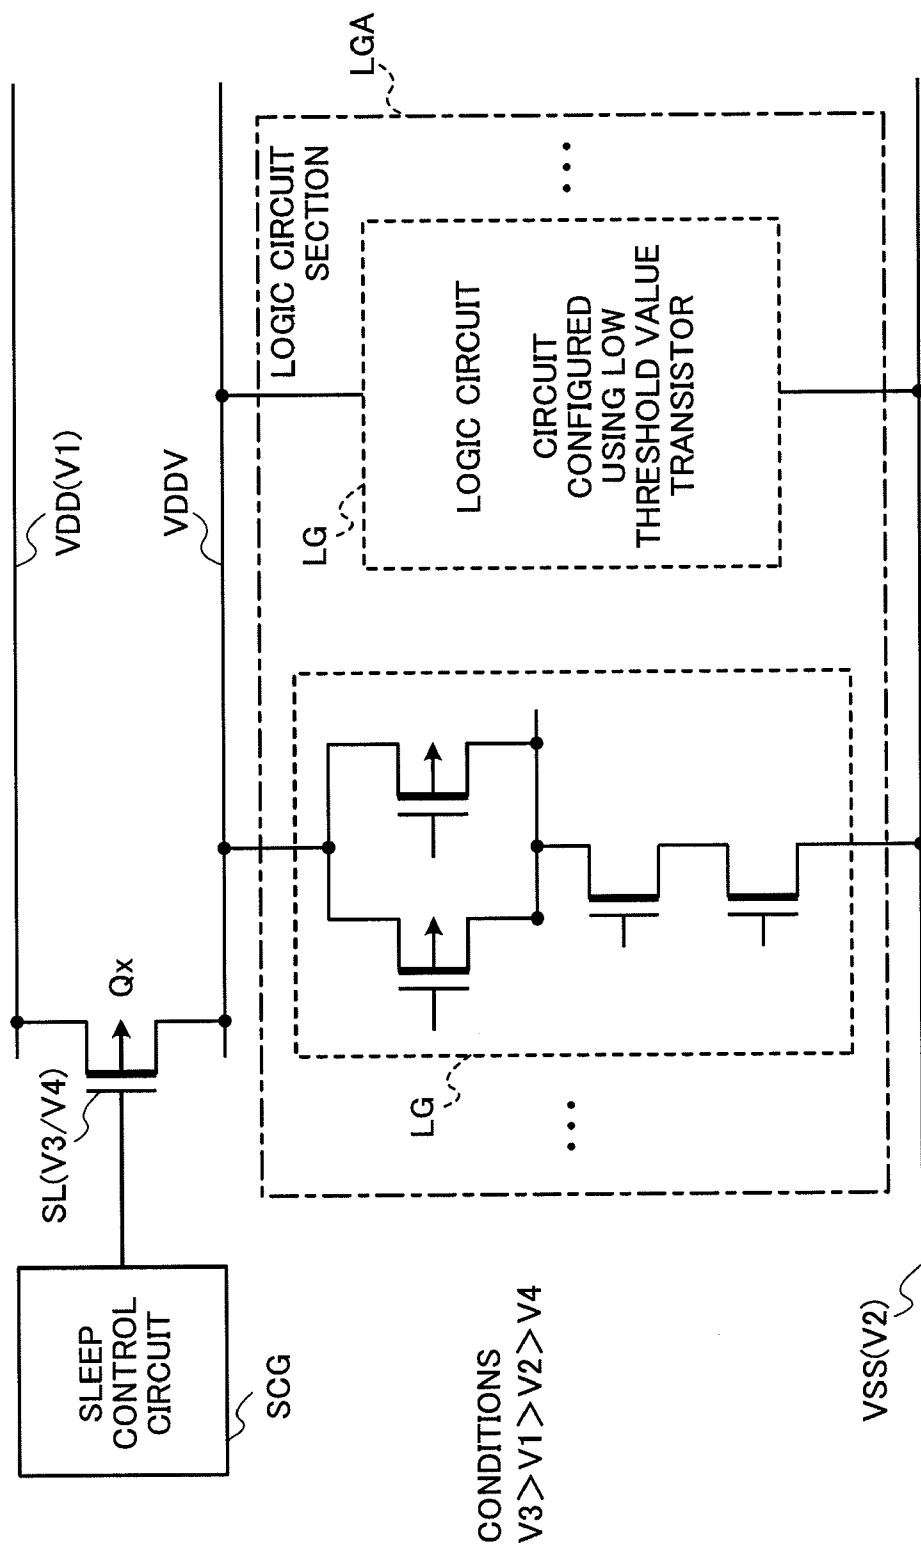 VDD(V1)
SLEEP
CONTROL
CIRCUIT
SL(V3/V4)
Qx
VDDV
SCG
LOGIC CIRCUIT
SECTION
LGA
LG
LG
LOGIC CIRCUIT
CIRCUIT
CONFIGURED
USING LOW
THRESHOLD VALUE
TRANSISTOR
...
...
CONDITIONS
V3>V1>V2>V4
VSS(V2)